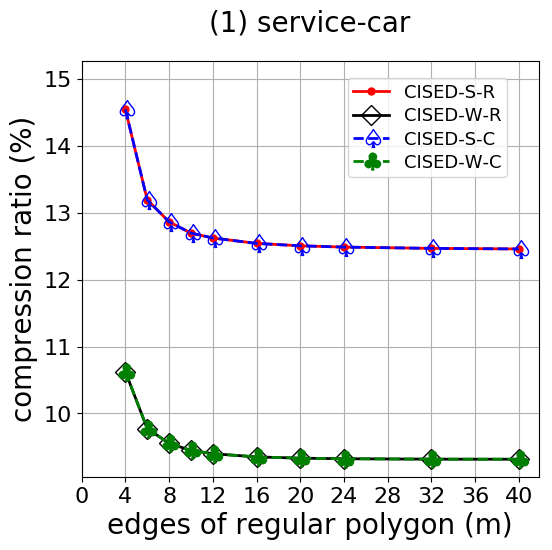 (1) service-car
compression ratio (%)
15
14
13
12
11
10
CISED-S-R
CISED-W-R
CISED-S-C
CISED-W-C
0 4 8 12 16 20 24 28 32 36 40
edges of regular polygon (m)